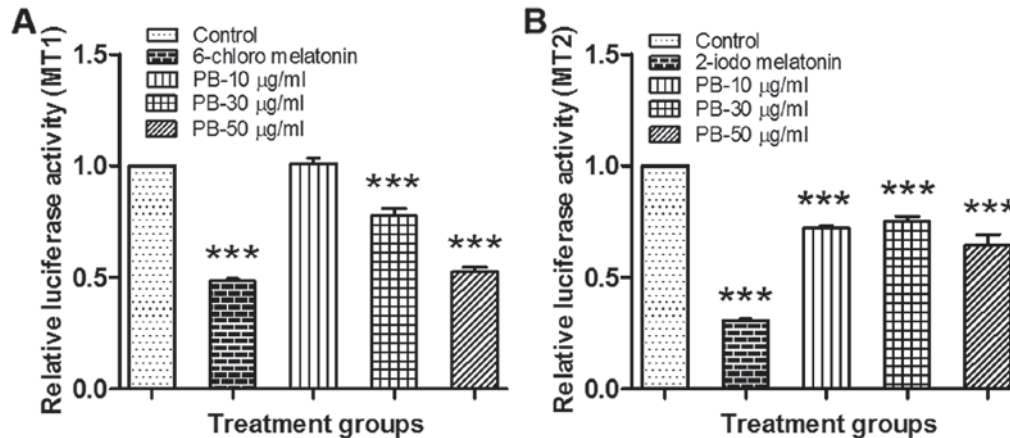 A
Control
6-chloro melatonin
PB-10 μg/ml
PB-30 μg/ml
PB-50 μg/ml
Relative luciferase activity (MT1)
1.5
1.0
0.5
0.0
***
***
***
Treatment groups
B
Control
2-iodo melatonin
PB-10 μg/ml
PB-30 μg/ml
PB-50 μg/ml
Relative luciferase activity (MT2)
1.5
1.0
0.5
0.0
***
***
***
***
Treatment groups